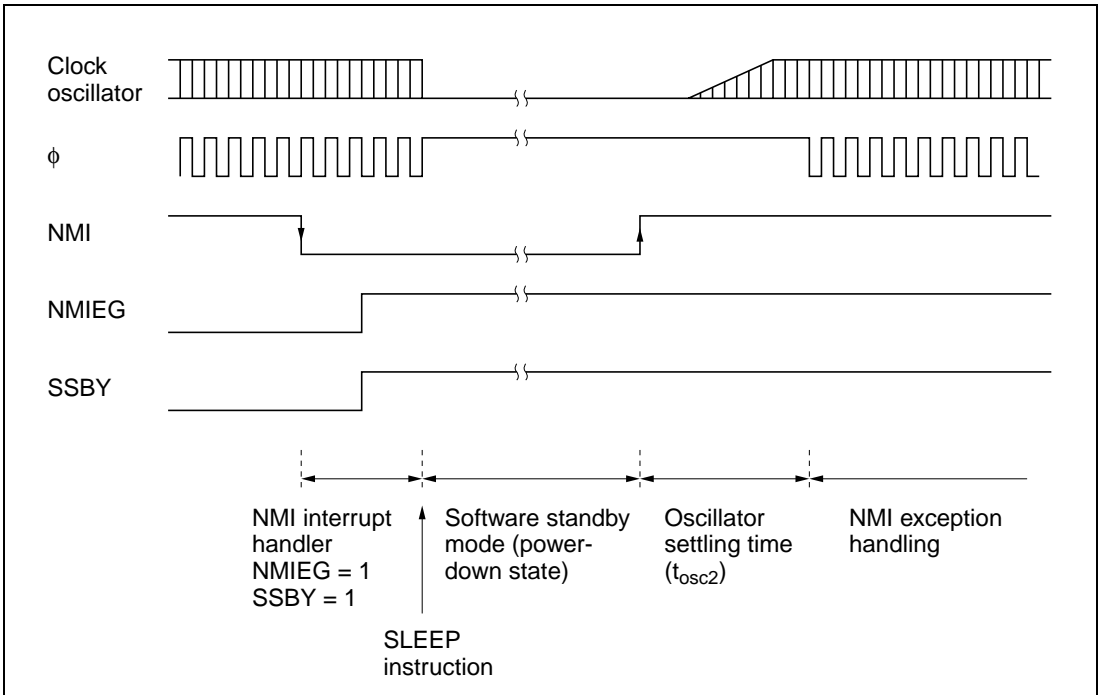 Clock
oscillator
ϕ
NMI
NMIEG
SSBY
NMI interrupt
handler
NMIEG = 1
SSBY = 1
Software standby
mode (power-
down state)
Oscillator
settling time
(tosc2)
NMI exception
handling
SLEEP
instruction